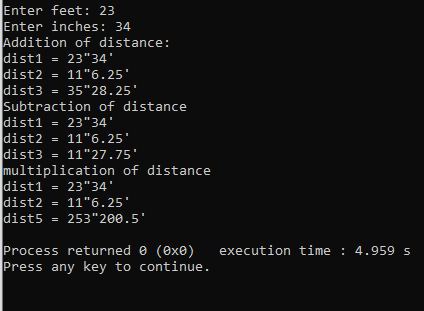 Enter feet: 23
Enter inches: 34
Addition of distance:
dist1 = 23"34'
dist2 = 11"6.25'
dist3 = 35"28.25'
Subtraction of distance
dist1 = 23"34'
dist2 = 11"6.25'
dist3 = 11"27.75'
multiplication of distance
dist1 = 23"34'
dist2 = 11"6.25'
dist5 = 253"200.5'
Process returned 0 (0x0)   execution time : 4.959 s
Press any key to continue.